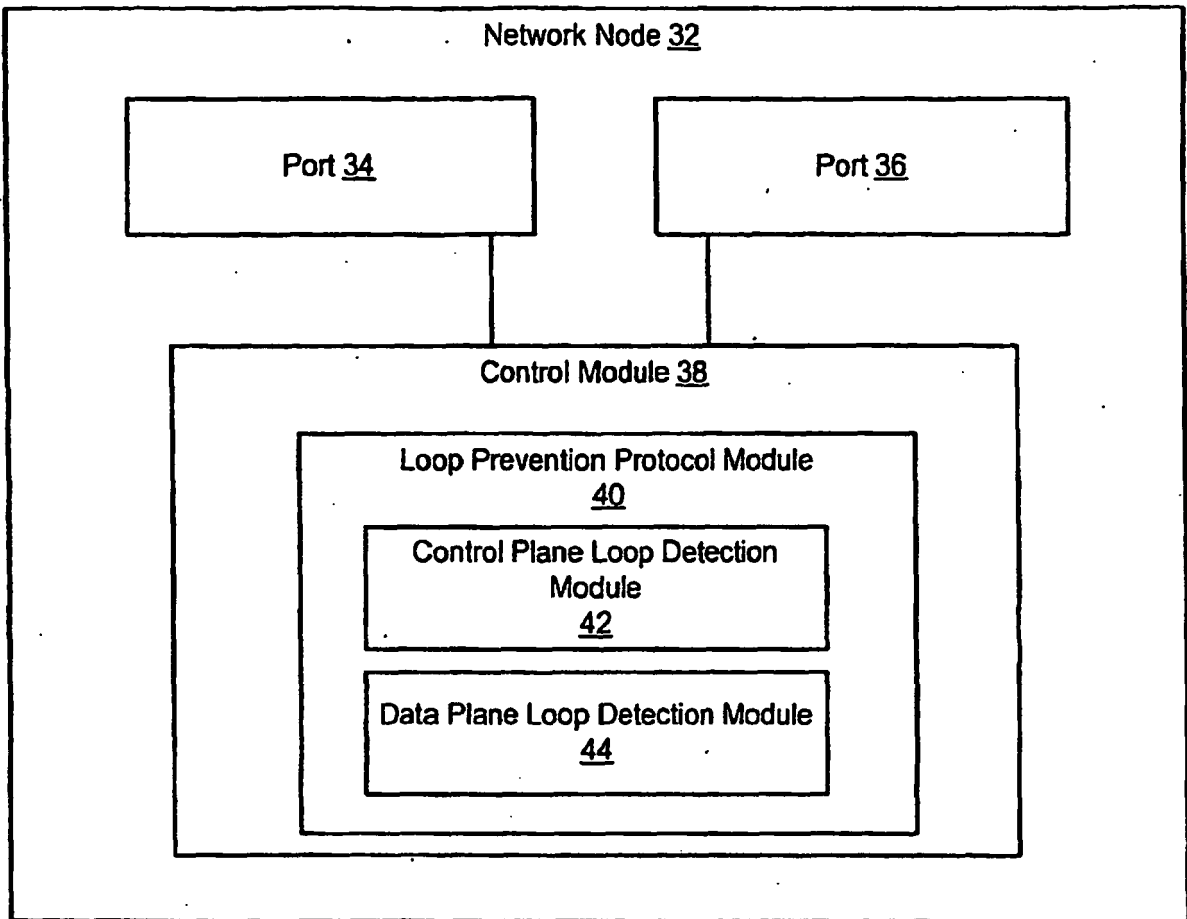 Network Node 32
Port 34
Port 36
Control Module 38
Loop Prevention Protocol Module
40
Control Plane Loop Detection
Module
42
Data Plane Loop Detection Module
44